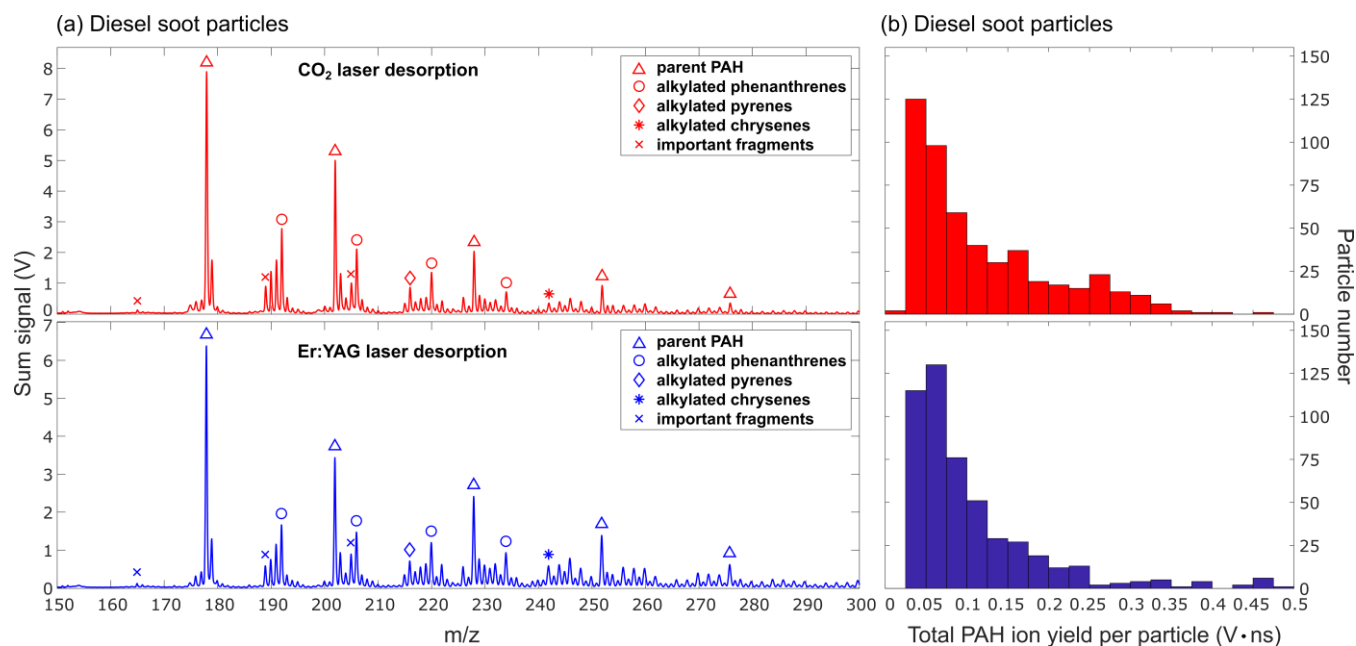 (a) Diesel soot particles
CO₂ laser desorption
△ parent PAH
○ alkylated phenanthrenes
◇ alkylated pyrenes
✳ alkylated chrysenes
× important fragments
8
7
6
5
4
3
2
1
0
Er:YAG laser desorption
△ parent PAH
○ alkylated phenanthrenes
◇ alkylated pyrenes
✳ alkylated chrysenes
× important fragments
7
6
5
4
3
2
1
0
Sum signal (V)
150 160 170 180 190 200 210 220 230 240 250 260 270 280 290 300
m/z
(b) Diesel soot particles
150
125
100
75
50
25
0
150
125
100
75
50
25
0
Particle number
0 0.05 0.1 0.15 0.2 0.25 0.3 0.35 0.4 0.45 0.5
Total PAH ion yield per particle (V•ns)